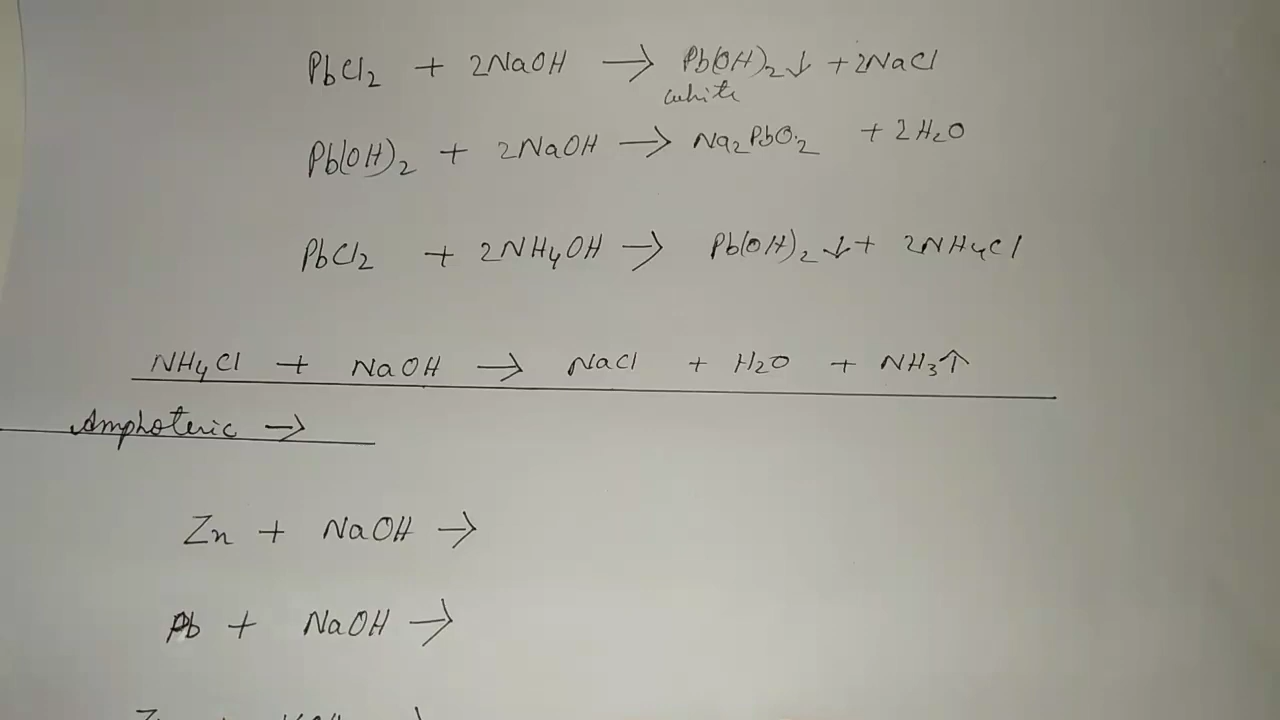 PbCl2 + 2NaOH → Pb(OH)2↓ + 2NaCl
white
Pb(OH)2 + 2NaOH → Na2PbO2 + 2H2O
PbCl2 + 2NH4OH → Pb(OH)2↓ + 2NH4Cl
NH4Cl + NaOH → NaCl + H2O + NH3↑
Amphoteric →
Zn + NaOH →
Pb + NaOH →